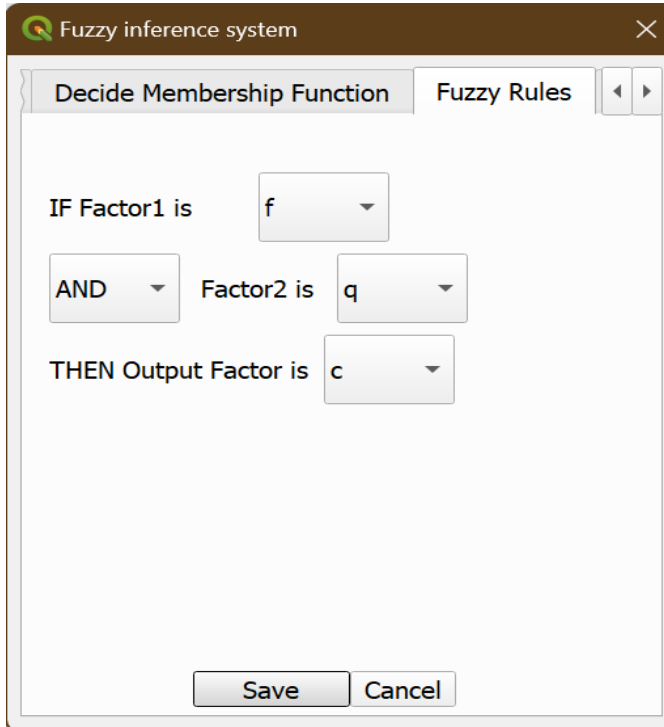 Fuzzy inference system
Decide Membership Function Fuzzy Rules
IF Factor1 is f
AND Factor2 is q
THEN Output Factor is c
Save Cancel